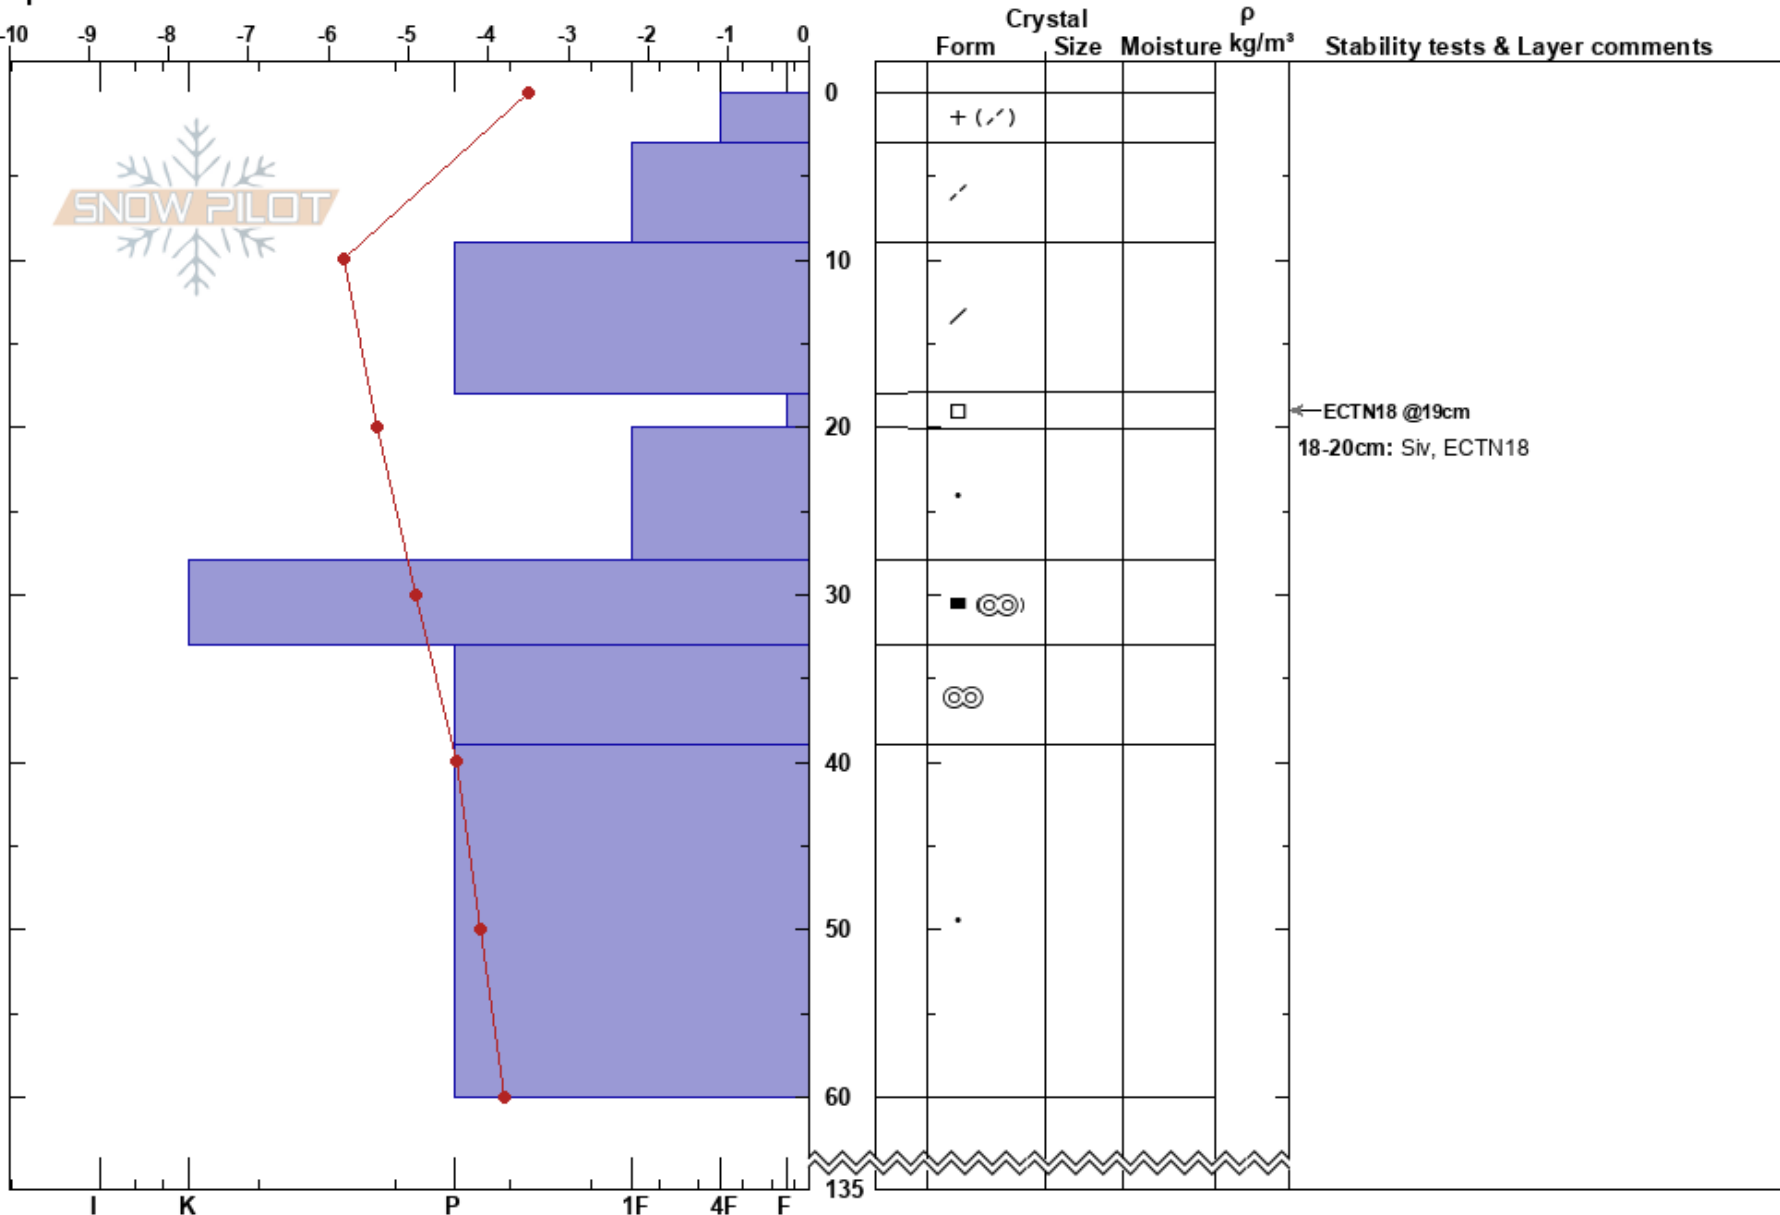 Crystal ρ
-10 -9 -8 -7 -6 -5 -4 -3 -2 -1 0
Form Size Moisture kg/m³ Stability tests & Layer comments
0
+ (
SNOW PILOT
10
ECTN18 @19cm
20
18-20cm: Siv, ECTN18
30
40
50
60
135
I K P 1F 4F F